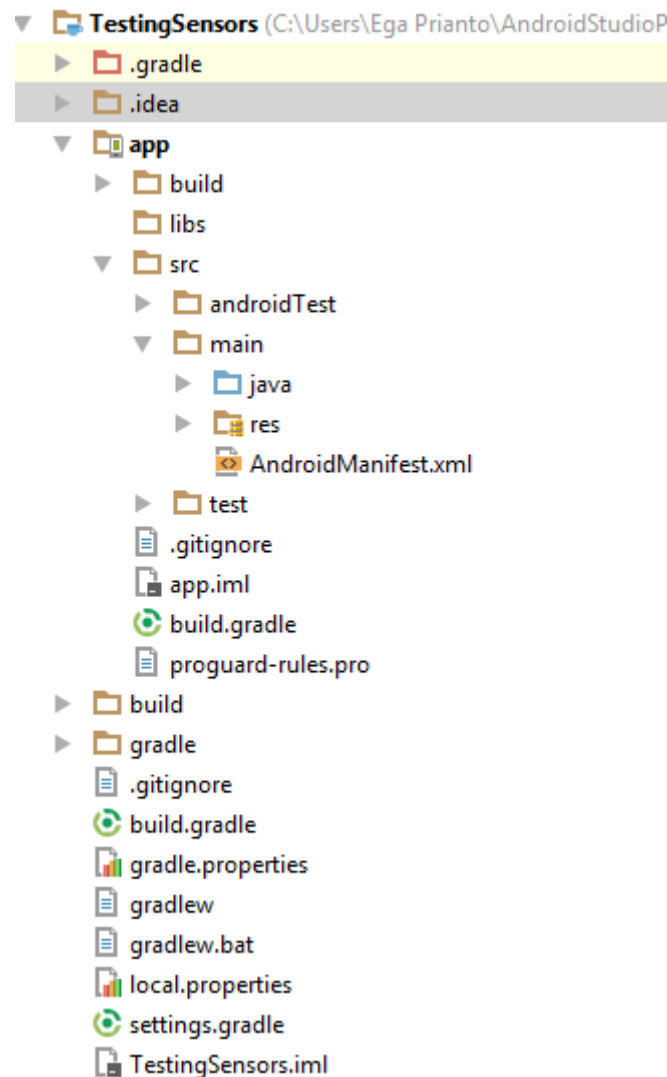 TestingSensors (C:\Users\Ega Prianto\AndroidStudioP
.gradle
.idea
app
build
libs
src
androidTest
main
java
res
AndroidManifest.xml
test
.gitignore
app.iml
build.gradle
proguard-rules.pro
build
gradle
.gitignore
build.gradle
gradle.properties
gradlew
gradlew.bat
local.properties
settings.gradle
TestingSensors.iml